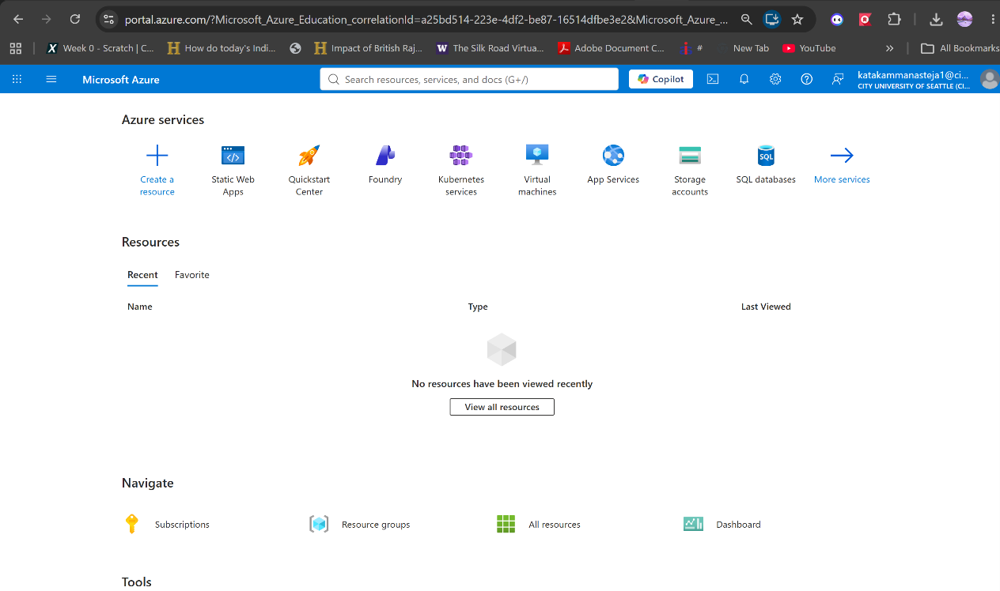 portal.azure.com/?Microsoft_Azure_Education_correlationId=a25bd514-223e-4df2-be87-16514dfbe3e2&Microsoft_Azure_...
Week 0 - Scratch | C... How do today's Indi... Impact of British Raj... The Silk Road Virtua... Adobe Document C... # New Tab YouTube » All Bookmarks
Microsoft Azure Search resources, services, and docs (G+/) Copilot katakammanasteja1@ci...
CITY UNIVERSITY OF SEATTLE (CI...
Azure services
Create a resource
Static Web Apps
Quickstart Center
Foundry
Kubernetes services
Virtual machines
App Services
Storage accounts
SQL
SQL databases
More services
Resources
Recent Favorite
Name Type Last Viewed
No resources have been viewed recently
View all resources
Navigate
Subscriptions Resource groups All resources Dashboard
Tools